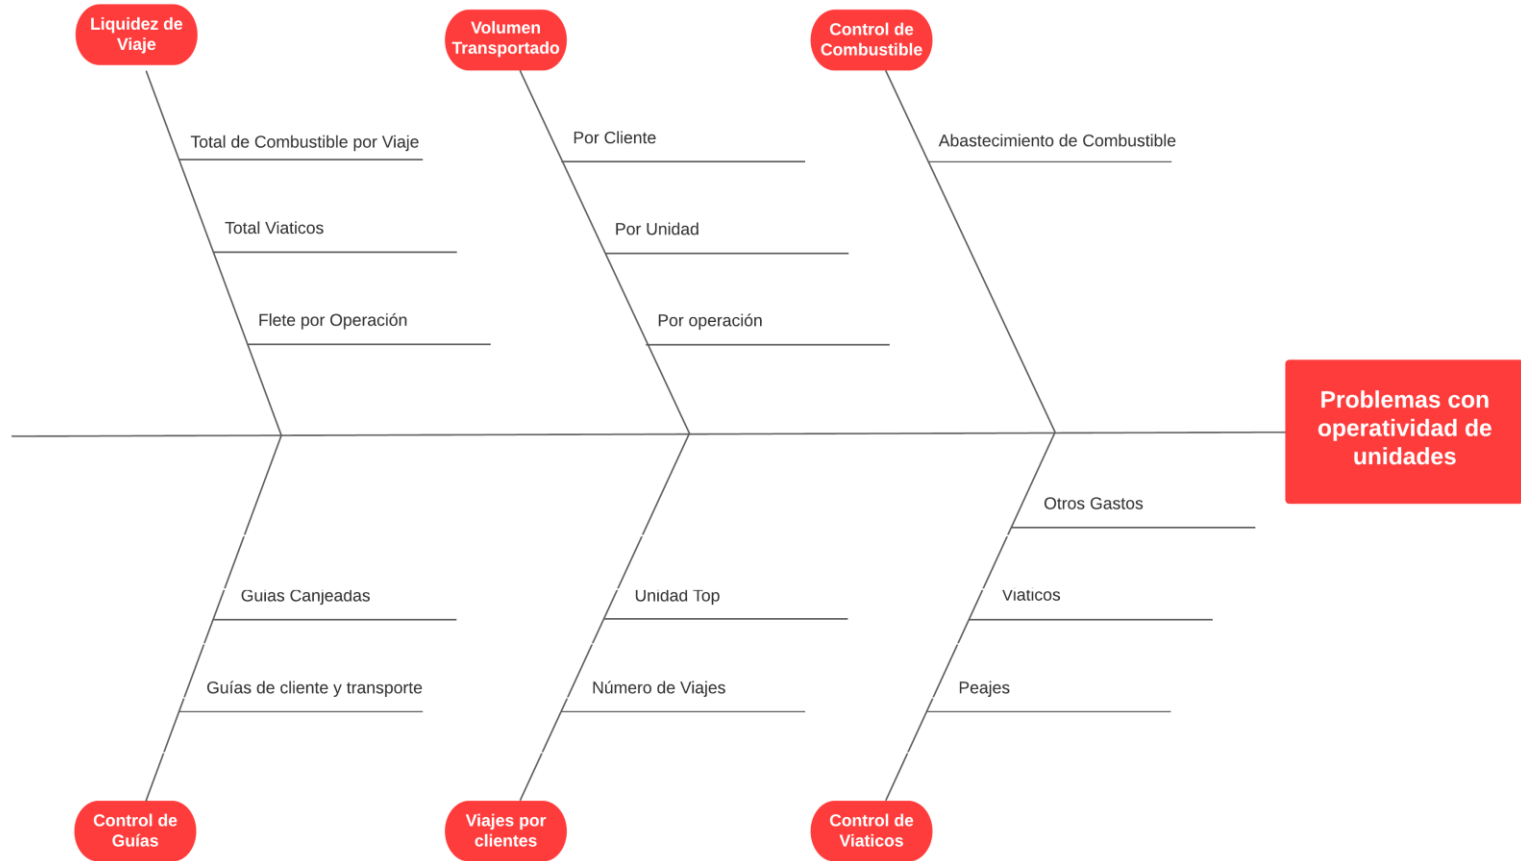 Liquidez de
Viaje
Volumen
Transportado
Control de
Combustible
Total de Combustible por Viaje
Por Cliente
Abastecimiento de Combustible
Total Viaticos
Por Unidad
Flete por Operación
Por operación
Problemas con
operatividad de
unidades
Otros Gastos
Guías Canjeadas
Unidad Top
Viaticos
Guías de cliente y transporte
Número de Viajes
Peajes
Control de
Guías
Viajes por
clientes
Control de
Viaticos